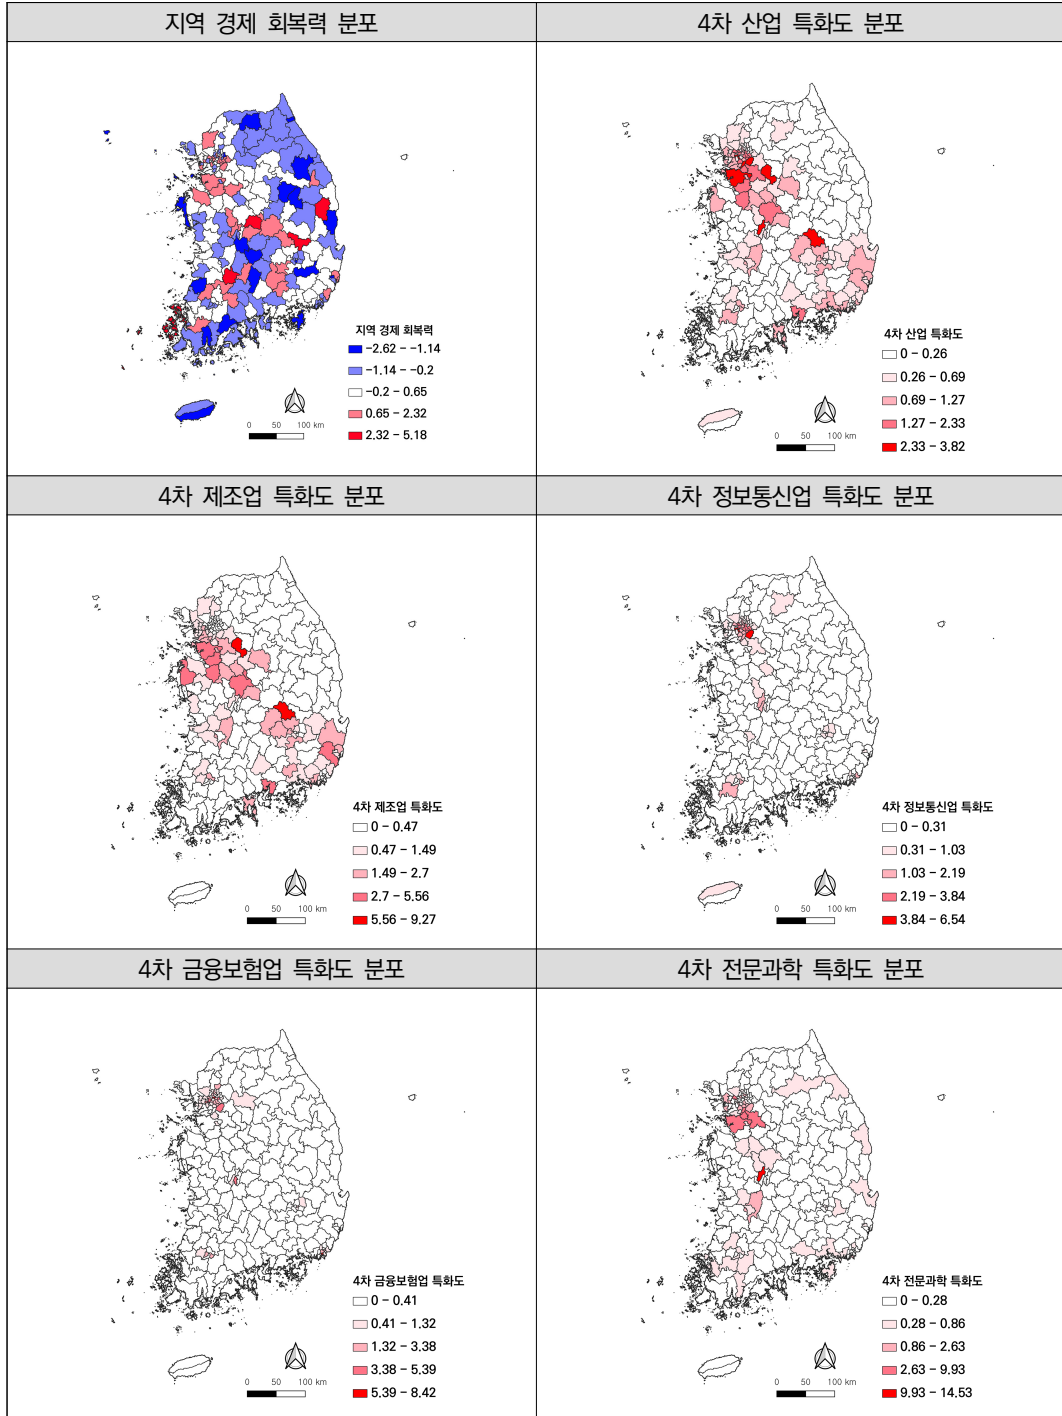 지역 경제 회복력 분포
4차 산업 특화도 분포
지역 경제 회복력
-2.62 - -1.14
-1.14 - -0.2
-0.2 - 0.65
0.65 - 2.32
2.32 - 5.18
0 50 100 km
4차 산업 특화도
0 - 0.26
0.26 - 0.69
0.69 - 1.27
1.27 - 2.33
2.33 - 3.82
0 50 100 km
4차 제조업 특화도 분포
4차 정보통신업 특화도 분포
4차 제조업 특화도
0 - 0.47
0.47 - 1.49
1.49 - 2.7
2.7 - 5.56
5.56 - 9.27
0 50 100 km
4차 정보통신업 특화도
0 - 0.31
0.31 - 1.03
1.03 - 2.19
2.19 - 3.84
3.84 - 6.54
0 50 100 km
4차 금융보험업 특화도 분포
4차 전문과학 특화도 분포
4차 금융보험업 특화도
0 - 0.41
0.41 - 1.32
1.32 - 3.38
3.38 - 5.39
5.39 - 8.42
0 50 100 km
4차 전문과학 특화도
0 - 0.28
0.28 - 0.86
0.86 - 2.63
2.63 - 9.93
9.93 - 14.53
0 50 100 km